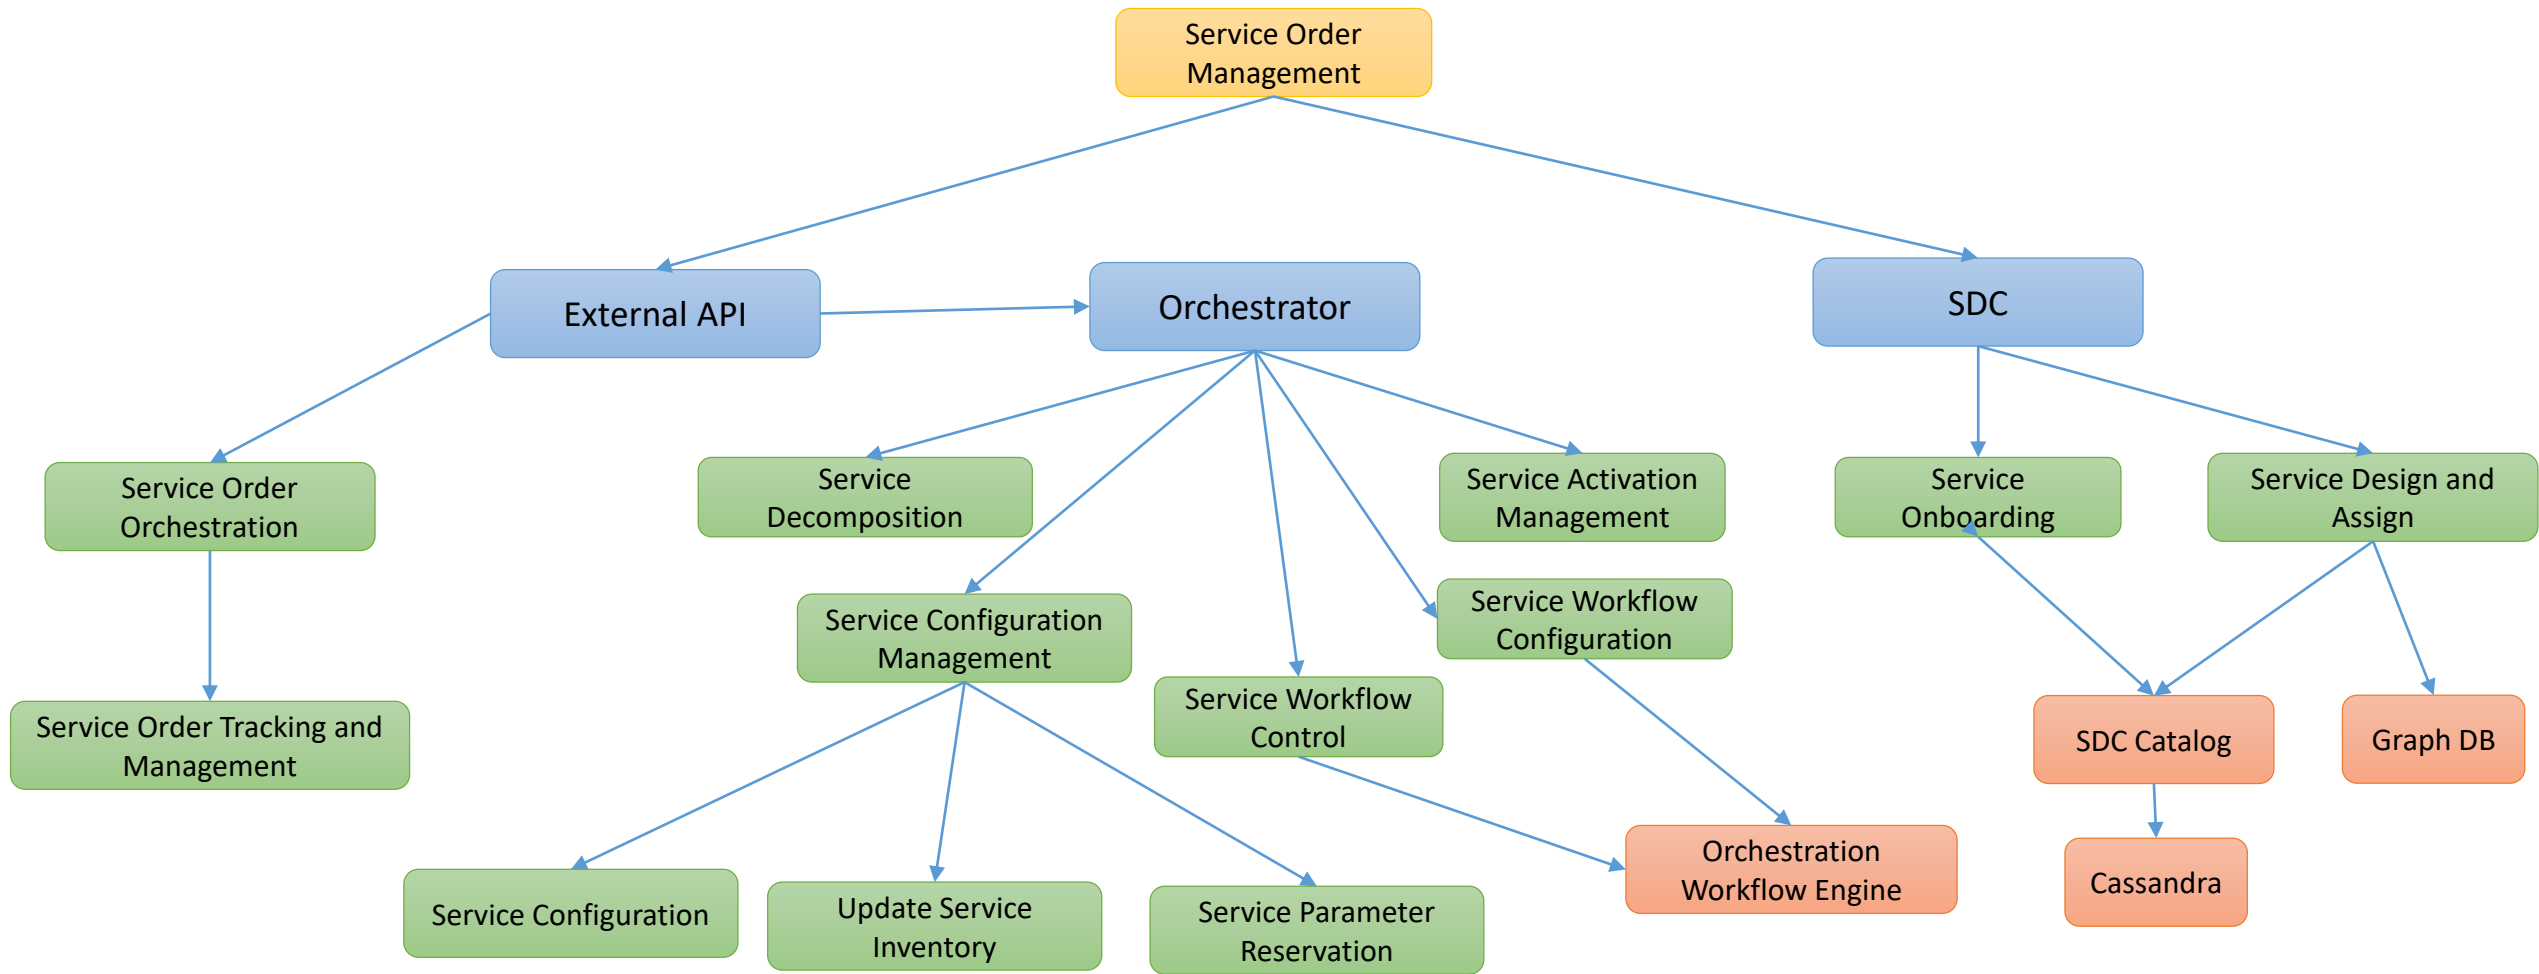 Service Order
Management
External API
Orchestrator
SDC
Service Order
Orchestration
Service
Decomposition
Service Activation
Management
Service
Onboarding
Service Design and
Assign
Service Configuration
Management
Service Workflow
Configuration
Service Workflow
Control
Service Order Tracking and
Management
SDC Catalog
Graph DB
Orchestration
Workflow Engine
Cassandra
Service Configuration
Update Service
Inventory
Service Parameter
Reservation